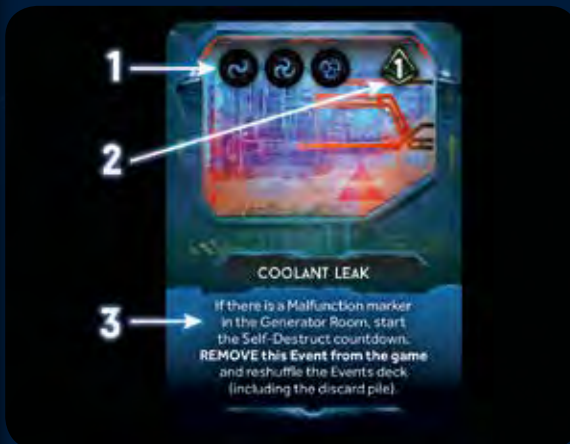 1
1
2
COOLANT LEAK
3
If there is a Malfunction marker
in the Generator Room, start
the Self-Destruct countdown.
REMOVE this Event from the game
and reshuffle the Events deck
(including the discard pile).